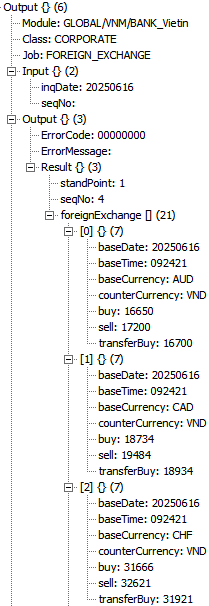 Output {} (6)
Module: GLOBAL/VNM/BANK_Vietin
Class: CORPORATE
Job: FOREIGN_EXCHANGE
Input {} (2)
inqDate: 20250616
seqNo:
Output {} (3)
ErrorCode: 00000000
ErrorMessage:
Result {} (3)
standPoint: 1
seqNo: 4
foreignExchange [] (21)
[0] {} (7)
baseDate: 20250616
baseTime: 092421
baseCurrency: AUD
counterCurrency: VND
buy: 16650
sell: 17200
transferBuy: 16700
[1] {} (7)
baseDate: 20250616
baseTime: 092421
baseCurrency: CAD
counterCurrency: VND
buy: 18734
sell: 19484
transferBuy: 18934
[2] {} (7)
baseDate: 20250616
baseTime: 092421
baseCurrency: CHF
counterCurrency: VND
buy: 31666
sell: 32621
transferBuy: 31921